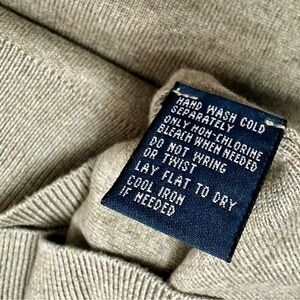 HAND WASH COLD
SEPARATELY
ONLY NON-CHLORINE
BLEACH WHEN NEEDED
DO NOT WRING
OR TWIST
LAY FLAT TO DRY
COOL IRON
IF NEEDED